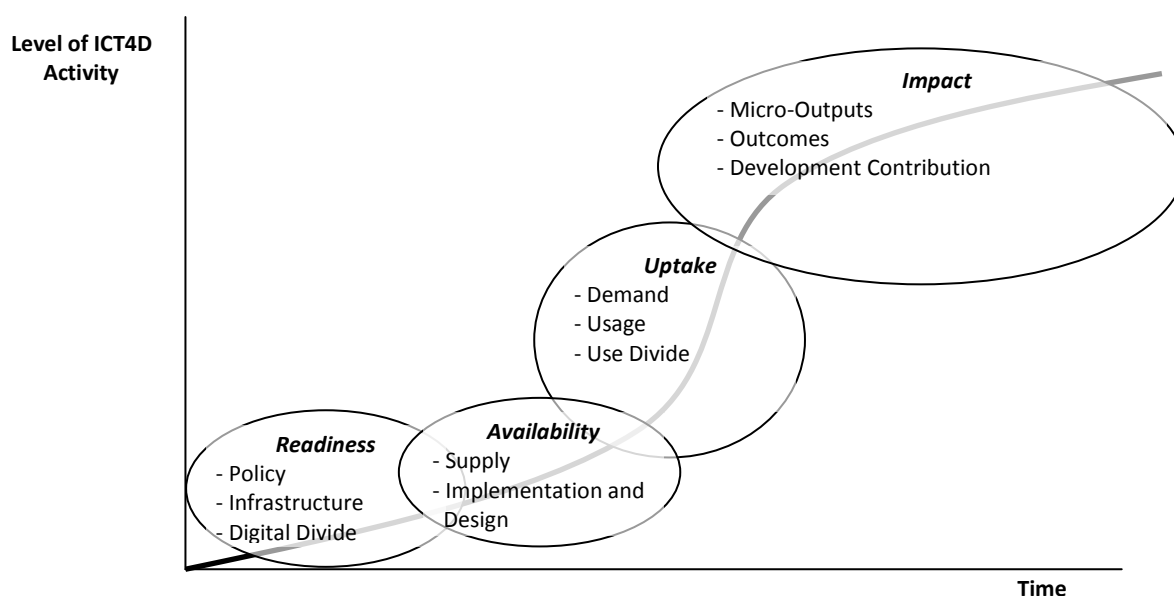 Level of ICT4D
Activity
Impact
- Micro-Outputs
- Outcomes
- Development Contribution
Uptake
- Demand
- Usage
- Use Divide
Readiness
- Policy
- Infrastructure
- Digital Divide
Availability
- Supply
- Implementation and
Design
Time